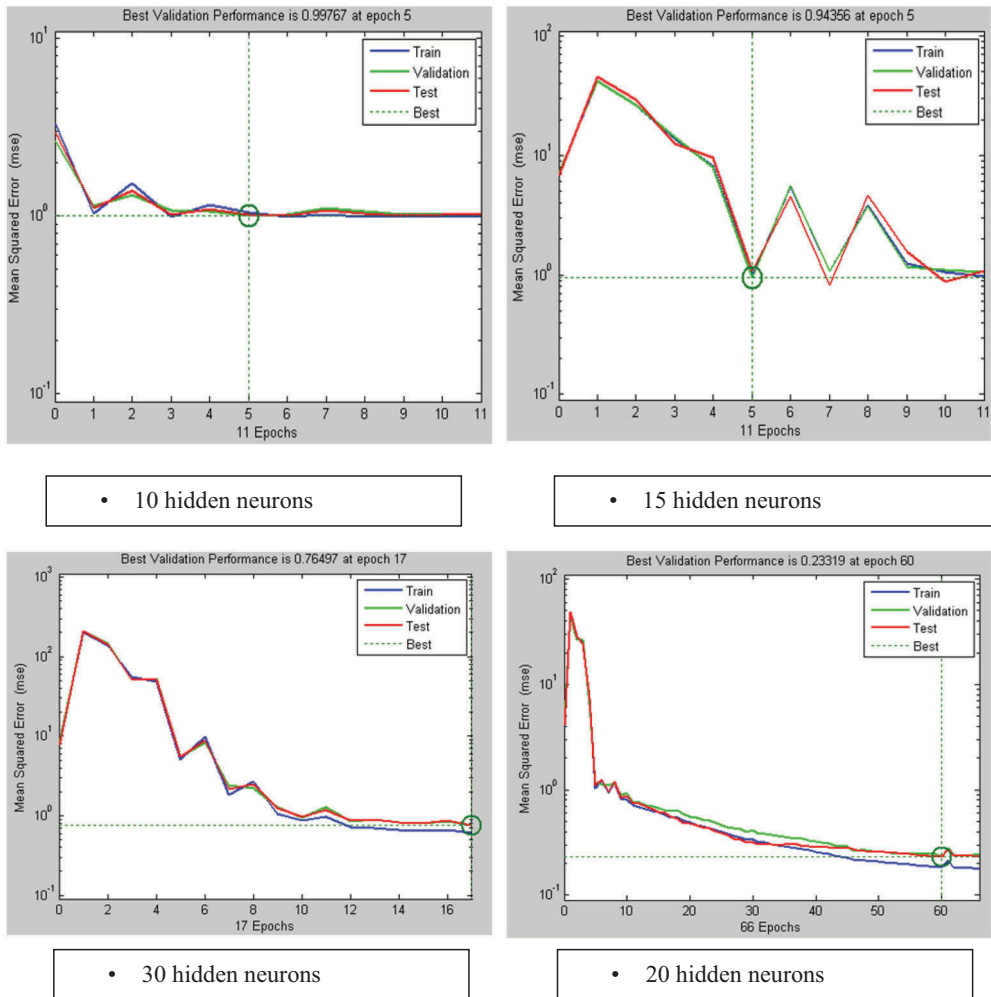 Best Validation Performance is 0.99767 at epoch 5
Mean Squared Error (mse)
10^1
10^0
10^-1
Train
Validation
Test
Best
0 1 2 3 4 5 6 7 8 9 10 11
11 Epochs
• 10 hidden neurons
Best Validation Performance is 0.94356 at epoch 5
Mean Squared Error (mse)
10^2
10^1
10^0
10^-1
Train
Validation
Test
Best
0 1 2 3 4 5 6 7 8 9 10 11
11 Epochs
• 15 hidden neurons
Best Validation Performance is 0.76497 at epoch 17
Mean Squared Error (mse)
10^3
10^2
10^1
10^0
10^-1
Train
Validation
Test
Best
0 2 4 6 8 10 12 14 16
17 Epochs
• 30 hidden neurons
Best Validation Performance is 0.23319 at epoch 60
Mean Squared Error (mse)
10^2
10^1
10^0
10^-1
Train
Validation
Test
Best
0 10 20 30 40 50 60
66 Epochs
• 20 hidden neurons